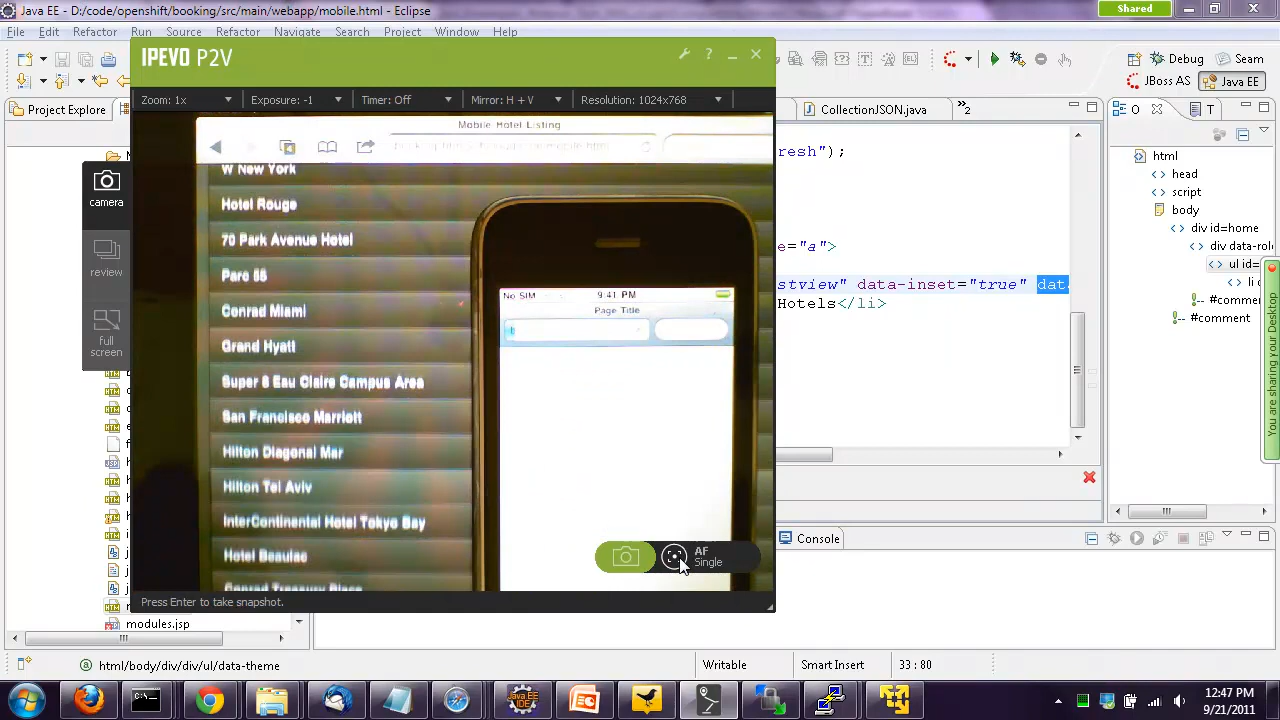 Java EE - D:/code/openshift/booking/src/main/webapp/mobile.html - Eclipse
Shared
File Edit Refactor Run Source Refactor Navigate Search Project Window Help
IPEVO P2V
?
Debug
Seam
JBoss AS
Java EE
Zoom: 1x
Exposure: -1
Timer: Off
Mirror: H + V
Resolution: 1024x768
Project Explorer
CollectionISO(N.java
O
T
Mobile Hotel Listing
W New York
Hotel Rouge
70 Park Avenue Hotel
Parc 55
Conrad Miami
Grand Hyatt
Super 8 Eau Claire Campus Area
San Francisco Marriott
Hilton Diagonal Mar
Hilton Tel Aviv
InterContinental Hotel Tokyo Bay
Hotel Beaulac
Conrad Treasury Place
No SIM
9:41 PM
Page Title
camera
review
full
screen
AF
Single
Press Enter to take snapshot.
resh");
e="a">
stview" data-inset="true" dat
Hotels</li>
html
head
script
body
div id=home
div data-rol
ul id=
#comm
#comment
You are sharing Your Desktop
Console
modules.jsp
html/body/div/div/ul/data-theme
Writable
Smart Insert
33 : 80
12:47 PM
9/21/2011